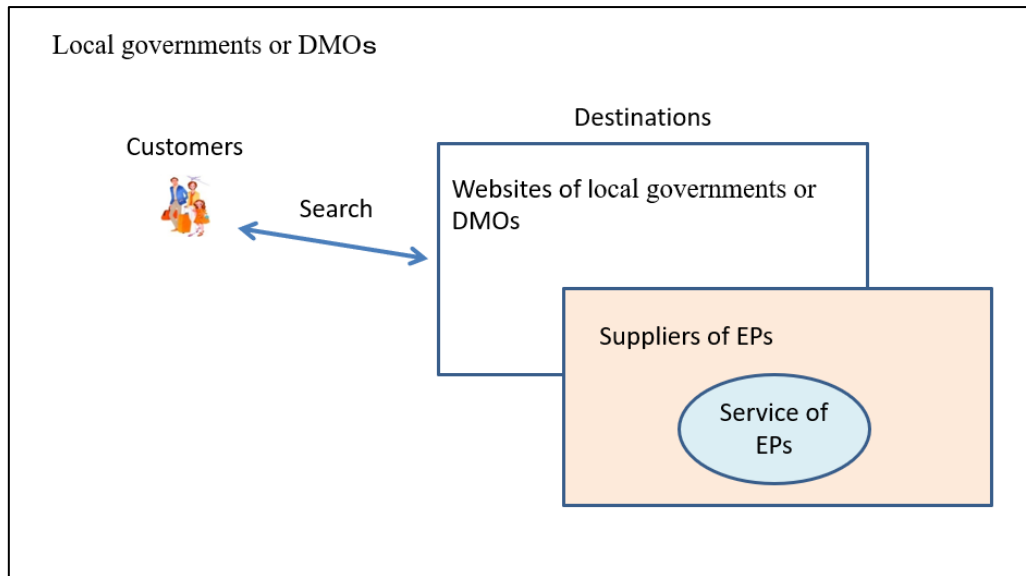 Local governments or DMOs
Destinations
Customers
Search
Websites of local governments or
DMOs
Suppliers of EPs
Service of
EPs